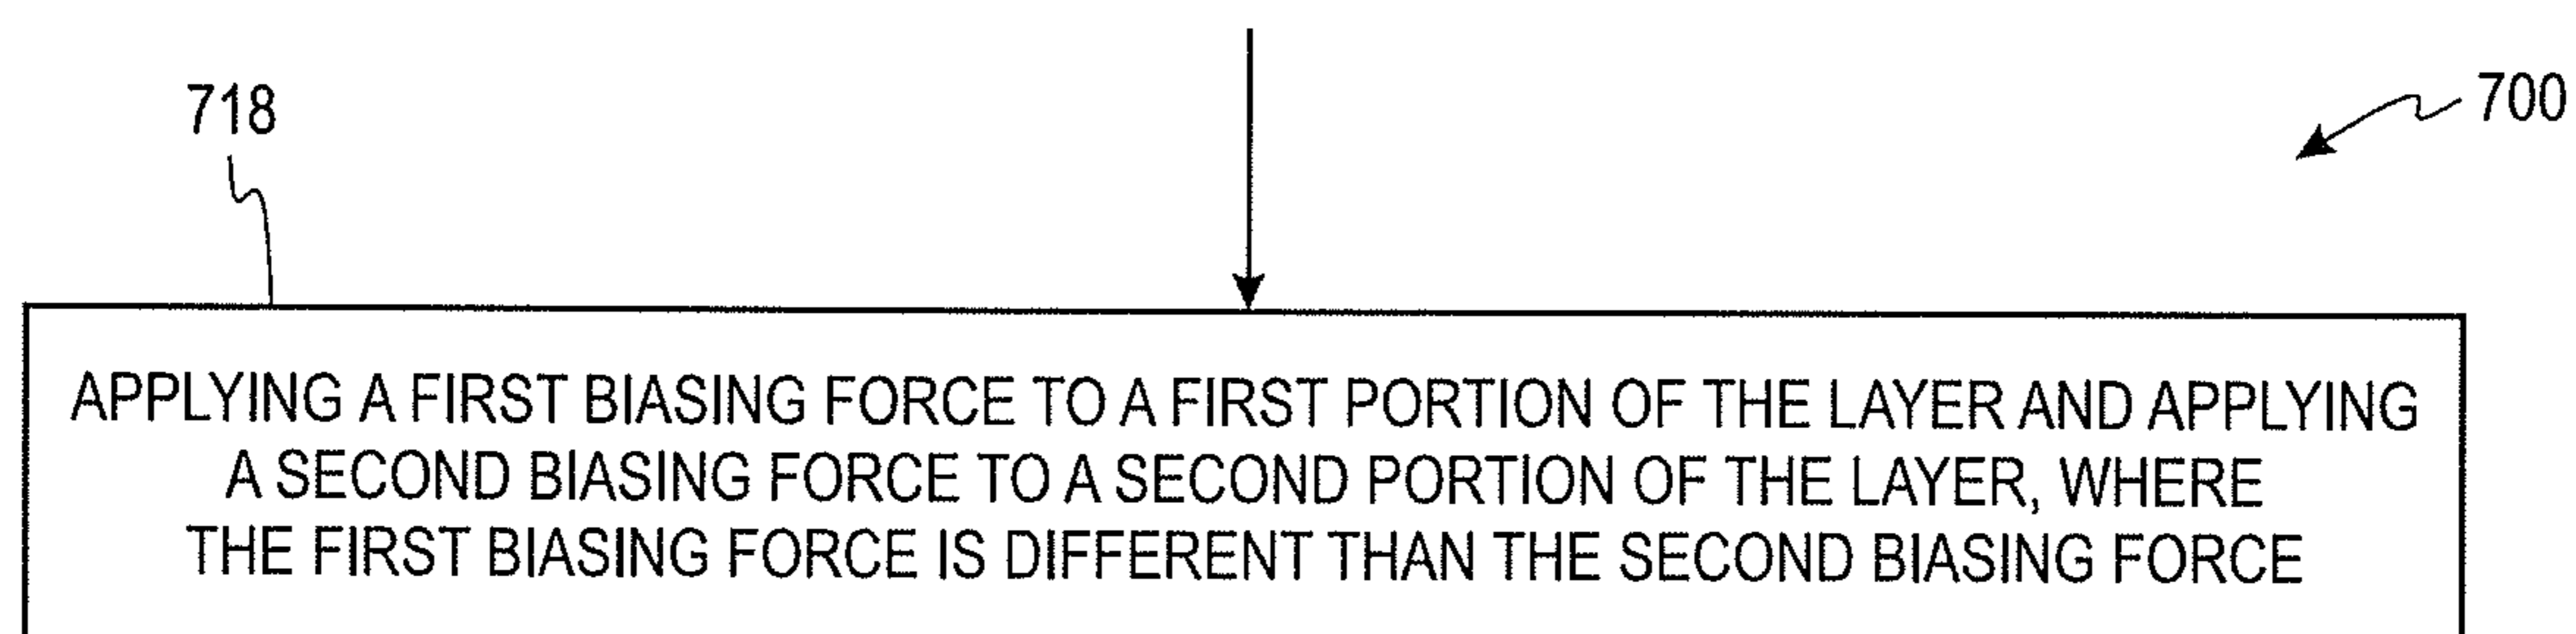 718
700
APPLYING A FIRST BIASING FORCE TO A FIRST PORTION OF THE LAYER AND APPLYING
A SECOND BIASING FORCE TO A SECOND PORTION OF THE LAYER, WHERE
THE FIRST BIASING FORCE IS DIFFERENT THAN THE SECOND BIASING FORCE